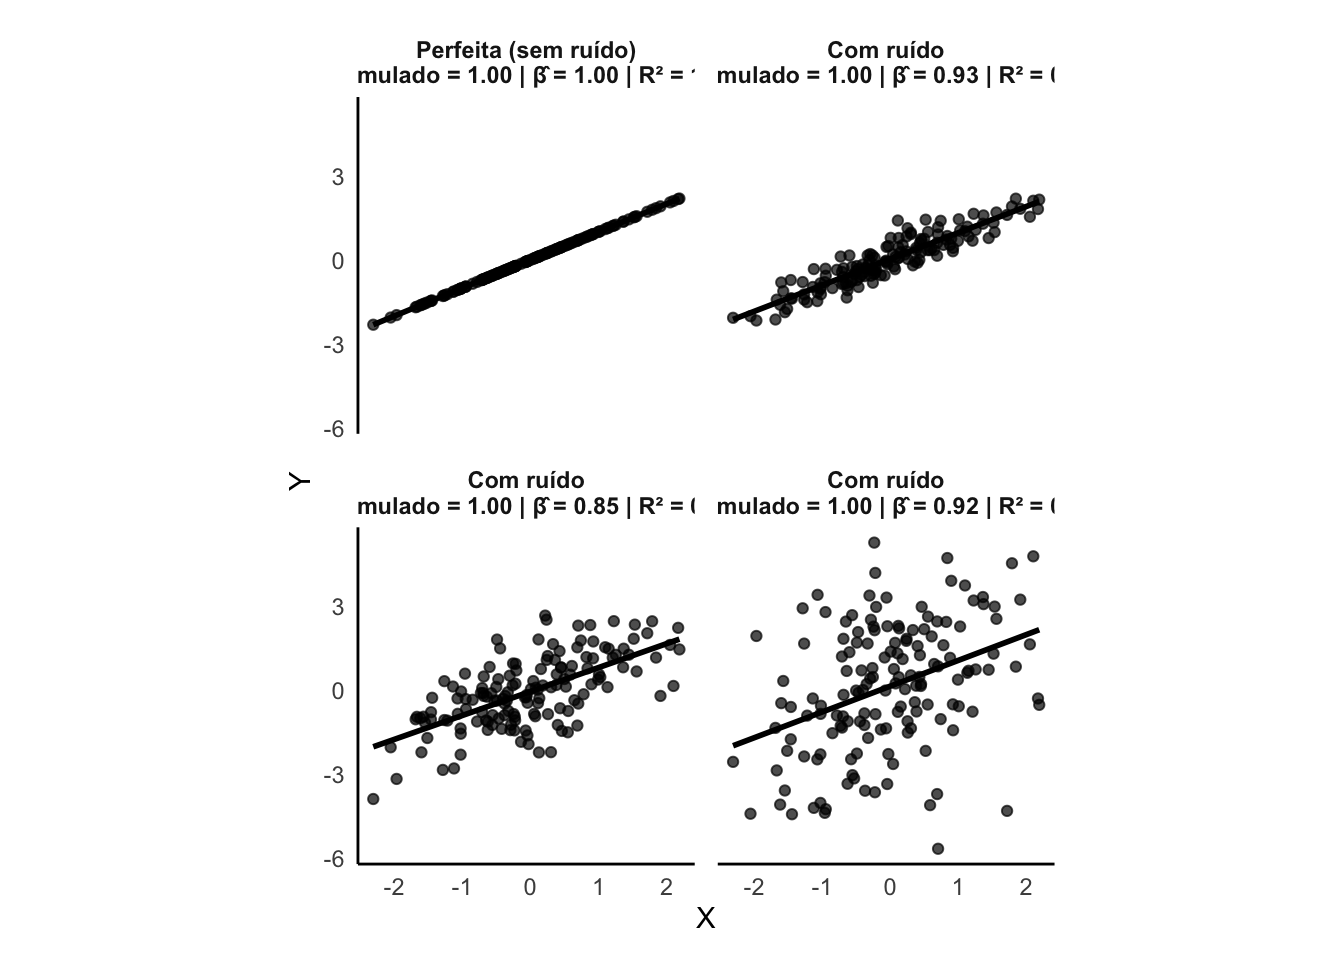 Perfeita (sem ruído)
mulado = 1.00 | β̂ = 1.00 | R² =
Com ruído
mulado = 1.00 | β̂ = 0.93 | R² =
3
0
-3
-6
Y
Com ruído
mulado = 1.00 | β̂ = 0.85 | R² =
Com ruído
mulado = 1.00 | β̂ = 0.92 | R² =
3
0
-3
-6
-2 -1 0 1 2
-2 -1 0 1 2
X